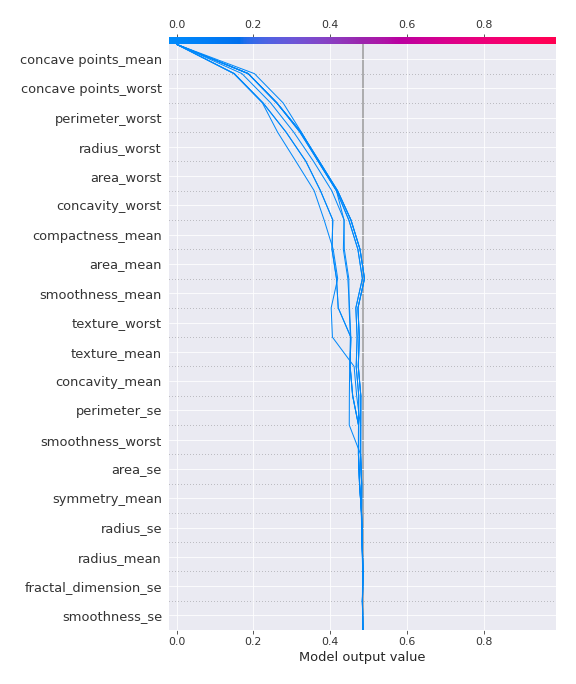 0.0 0.2 0.4 0.6 0.8
concave points_mean
concave points_worst
perimeter_worst
radius_worst
area_worst
concavity_worst
compactness_mean
area_mean
smoothness_mean
texture_worst
texture_mean
concavity_mean
perimeter_se
smoothness_worst
area_se
symmetry_mean
radius_se
radius_mean
fractal_dimension_se
smoothness_se
0.0 0.2 0.4 0.6 0.8
Model output value